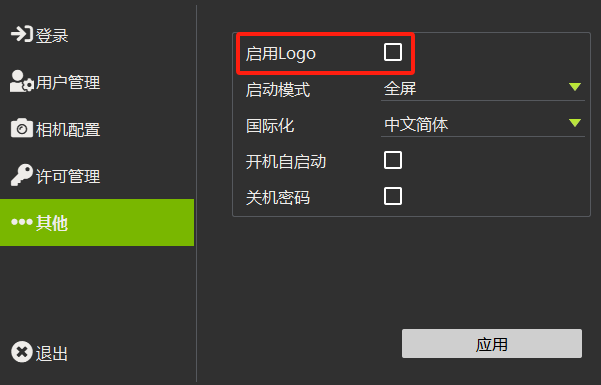 登录
用户管理
相机配置
许可管理
其他
退出
启用Logo
启动模式 全屏
国际化 中文简体
开机自启动
关机密码
应用